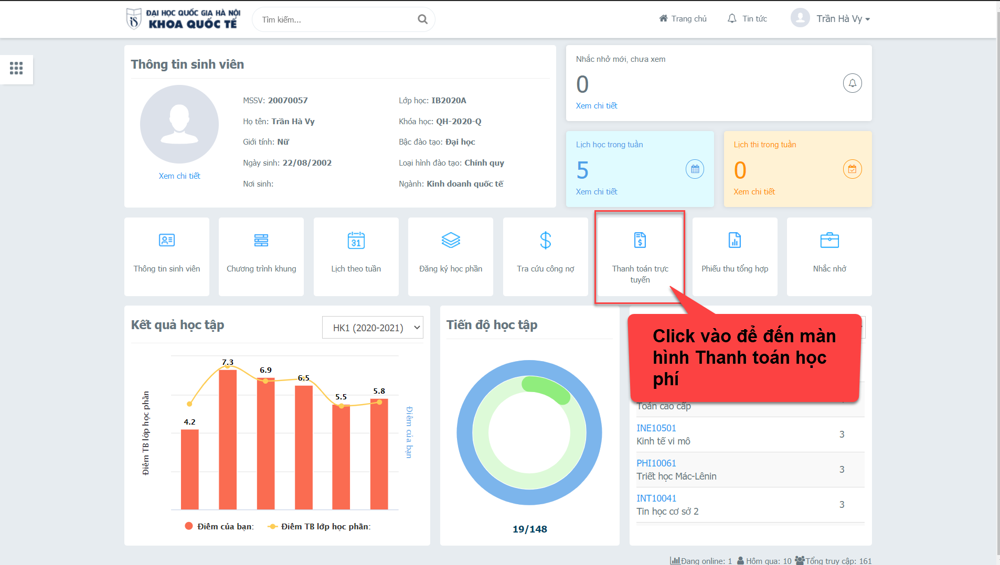 iS
ĐẠI HỌC QUỐC GIA HÀ NỘI
KHOA QUỐC TẾ
Tìm kiếm...
Trang chủ
Tin tức
Trần Hà Vy
Thông tin sinh viên
Xem chi tiết
MSSV: 20070057
Họ tên: Trần Hà Vy
Giới tính: Nữ
Ngày sinh: 22/08/2002
Nơi sinh:
Lớp học: IB2020A
Khóa học: QH-2020-Q
Bậc đào tạo: Đại học
Loại hình đào tạo: Chính quy
Ngành: Kinh doanh quốc tế
Nhắc nhở mới, chưa xem
0
Xem chi tiết
Lịch học trong tuần
5
Xem chi tiết
Lịch thi trong tuần
0
Xem chi tiết
Thông tin sinh viên
Chương trình khung
31
Lịch theo tuần
Đăng ký học phần
Tra cứu công nợ
Thanh toán trực
tuyến
Phiếu thu tổng hợp
Nhắc nhở
Kết quả học tập
HK1 (2020-2021)
Điểm TB lớp học phần
4.2
7.3
6.9
6.5
5.5
5.8
Điểm của bạn
Điểm của bạn:
Điểm TB lớp học phần:
Tiến độ học tập
19/148
Click vào để đến màn
hình Thanh toán học
phí
Toán cao cấp
INE10501
Kinh tế vi mô
3
PHI10061
Triết học Mác-Lênin
3
INT10041
Tin học cơ sở 2
3
Đang online: 1
Hôm qua: 10
Tổng truy cập: 161